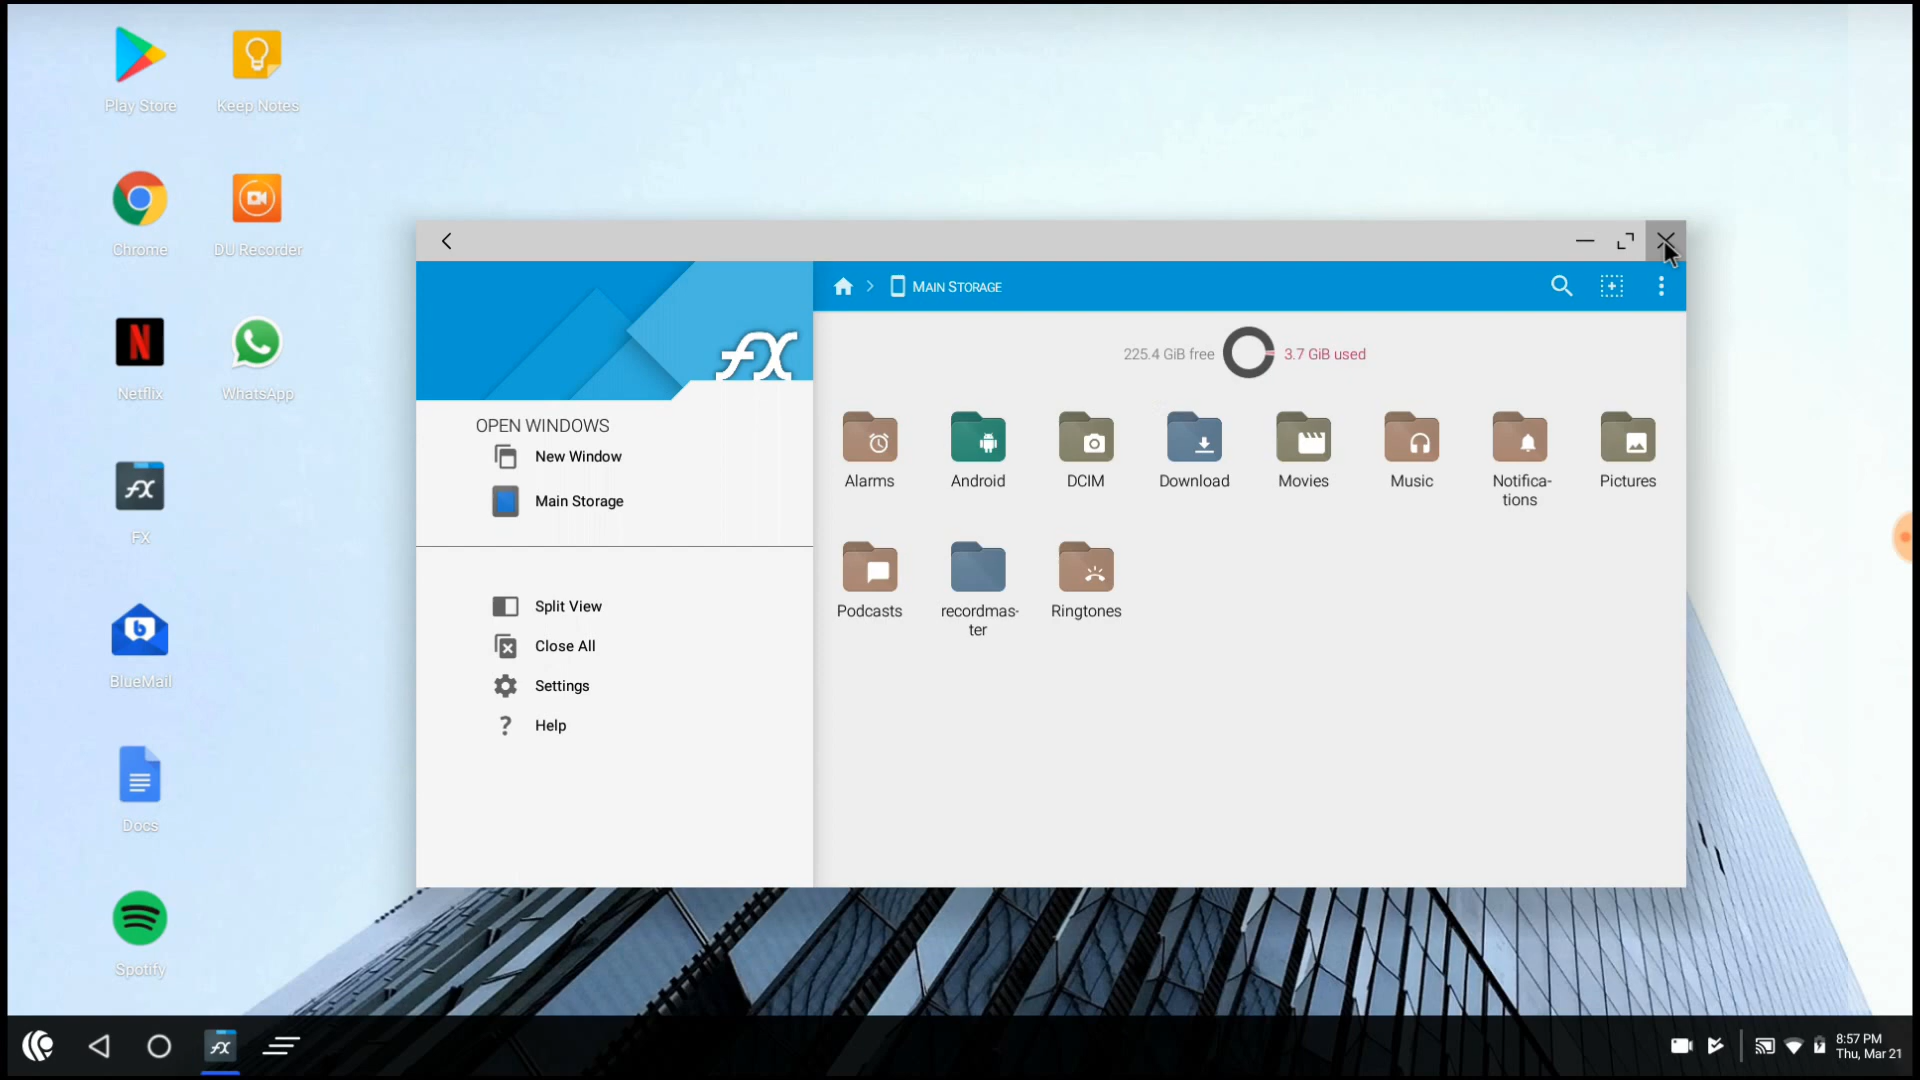 Play Store
Keep Notes
Chrome
DU Recorder
Netflix
WhatsApp
FX
BlueMail
Docs
Spotify
MAIN STORAGE
FX
225.4 GiB free
3.7 GiB used
OPEN WINDOWS
New Window
Main Storage
Split View
Close All
Settings
? Help
Alarms
Android
DCIM
Download
Movies
Music
Notifica-
tions
Pictures
Podcasts
recordmas-
ter
Ringtones
8:57 PM
Thu, Mar 21